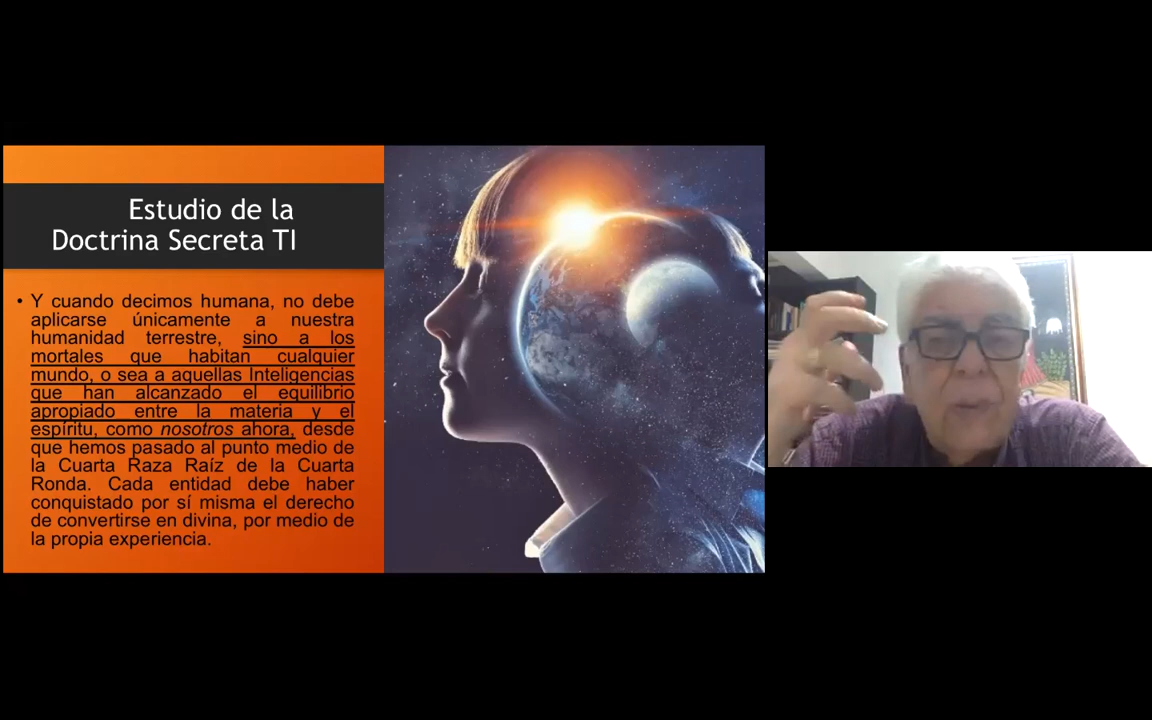 Estudio de la
Doctrina Secreta TI
• Y cuando decimos humana, no debe
aplicarse únicamente a nuestra
humanidad terrestre, sino a los
mortales que habitan cualquier
mundo, o sea a aquellas Inteligencias
que han alcanzado el equilibrio
apropiado entre la materia y el
espíritu, como nosotros ahora, desde
que hemos pasado al punto medio de
la Cuarta Raza Raíz de la Cuarta
Ronda. Cada entidad debe haber
conquistado por sí misma el derecho
de convertirse en divina, por medio de
la propia experiencia.